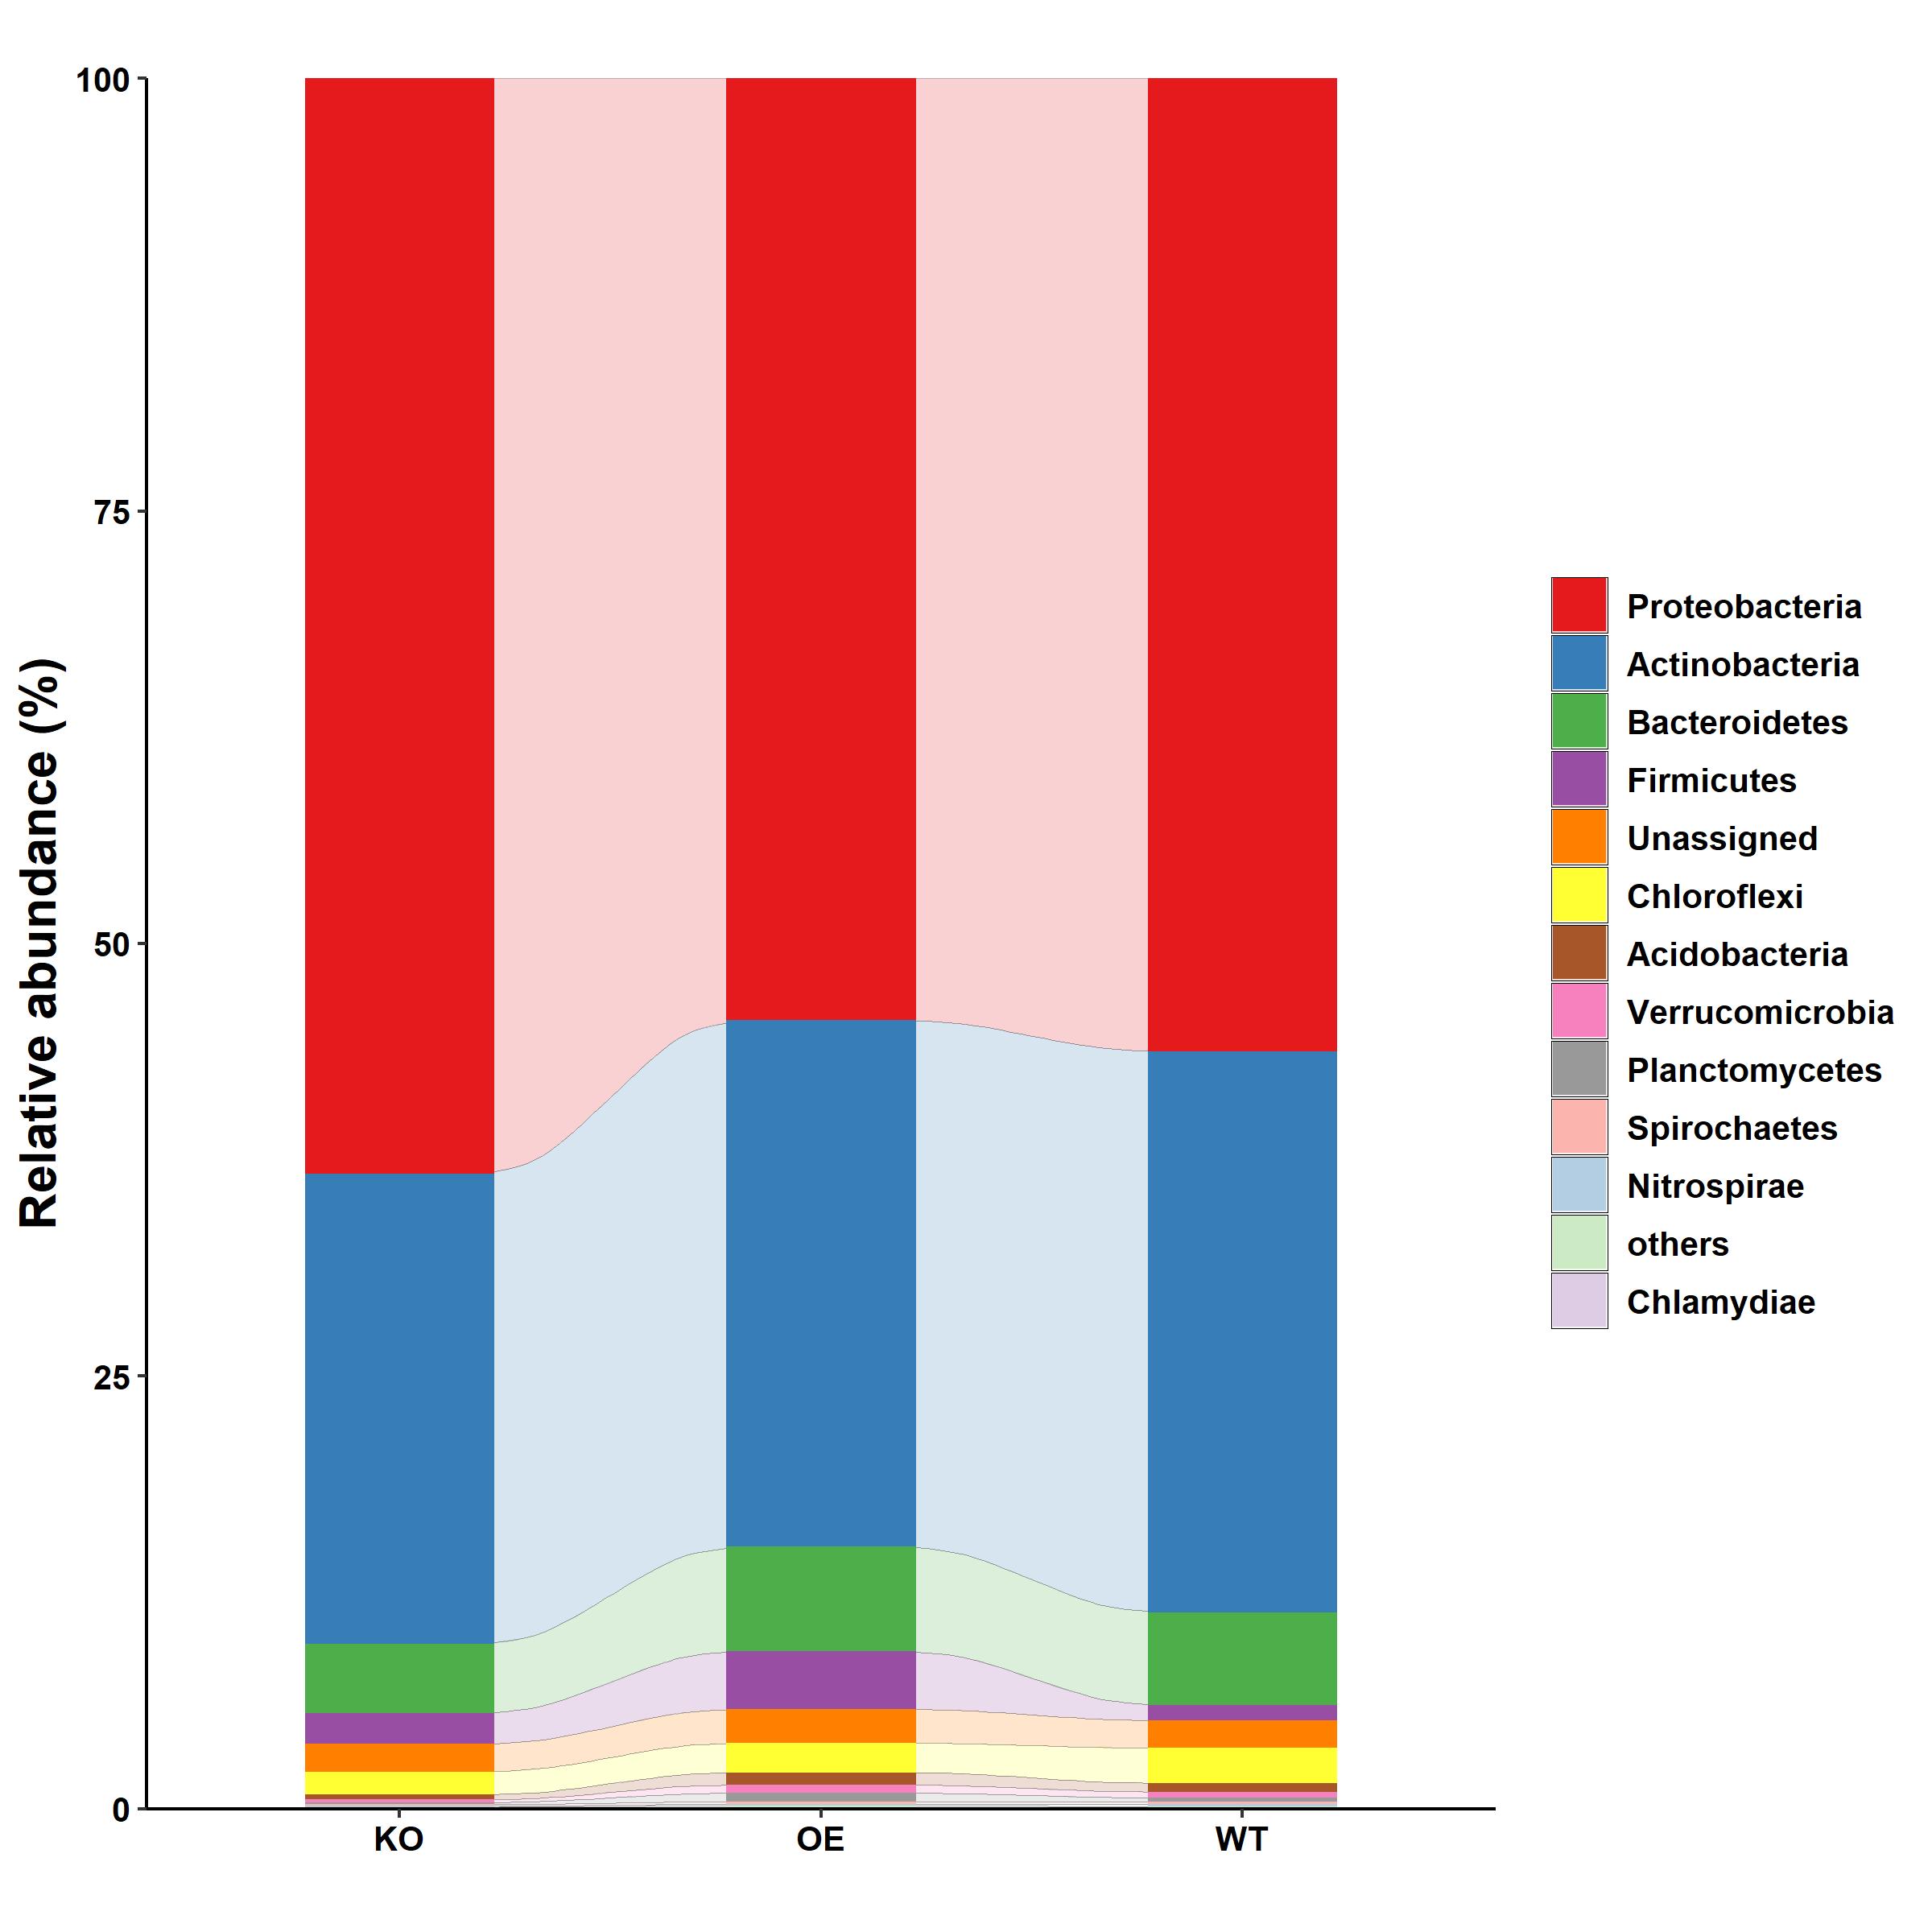 Relative abundance (%)
100
75
50
25
0
KO
OE
WT
Proteobacteria
Actinobacteria
Bacteroidetes
Firmicutes
Unassigned
Chloroflexi
Acidobacteria
Verrucomicrobia
Planctomycetes
Spirochaetes
Nitrospirae
others
Chlamydiae